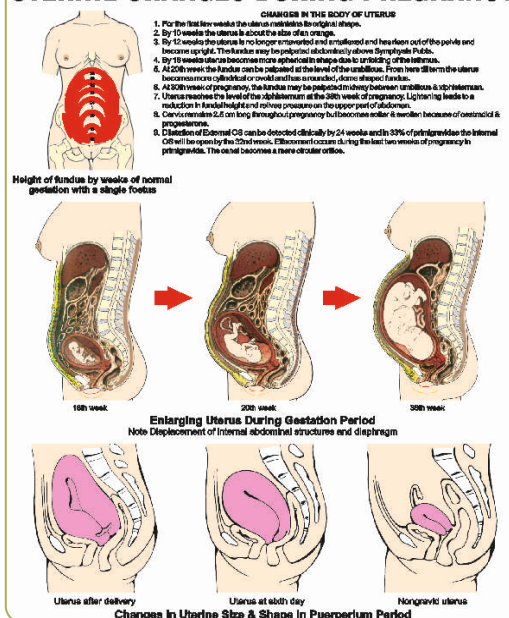 UTERINE CHANGES DURING PREGNANCY
CHANGES IN THE BODY OF UTERUS
1. For the first few weeks the uterus maintains its original shape.
2. By 10 weeks the uterus is about the size of an orange.
3. By 12 weeks the uterus is no longer anteverted and antiflexed and has risen out of the pelvis and
become upright. The fundus may be palpated abdominally above Symphysis Pubis.
4. By 16 weeks uterus becomes more spherical in shape due to unfolding of the isthmus.
5. At 20th week the fundus can be palpated at the level of the umbilicus. From here till term the uterus
becomes more cylindrical or ovoid and has a rounded, dome shaped fundus.
6. At 30th week of pregnancy, the fundus may be palpated midway between umbilicus & xiphisternum.
7. Uterus reaches the level of the xiphisternum at the 38th week of pregnancy. Lightening leads to a
reduction in fundal height and relives pressure on the upper part of abdomen.
8. Cervix remains 2.5 cm long throughout pregnancy but becomes softer & swollen because of oestradiol &
progesterone.
9. Dilatation of External OS can be detected clinically by 24 weeks and in 33% of primigravidas the internal
OS will be open by the 32nd week. Effacement occurs during the last two weeks of pregnancy in
primigravida. The canal becomes a mere circular orifice.
Height of fundus by weeks of normal
gestation with a single foetus
16th week
20th week
36th week
Enlarging Uterus During Gestation Period
Note Displacement of internal abdominal structures and diaphragm
Uterus after delivery
Uterus at sixth day
Nongravid uterus
Changes in Uterine Size & Shape in Puerperium Period